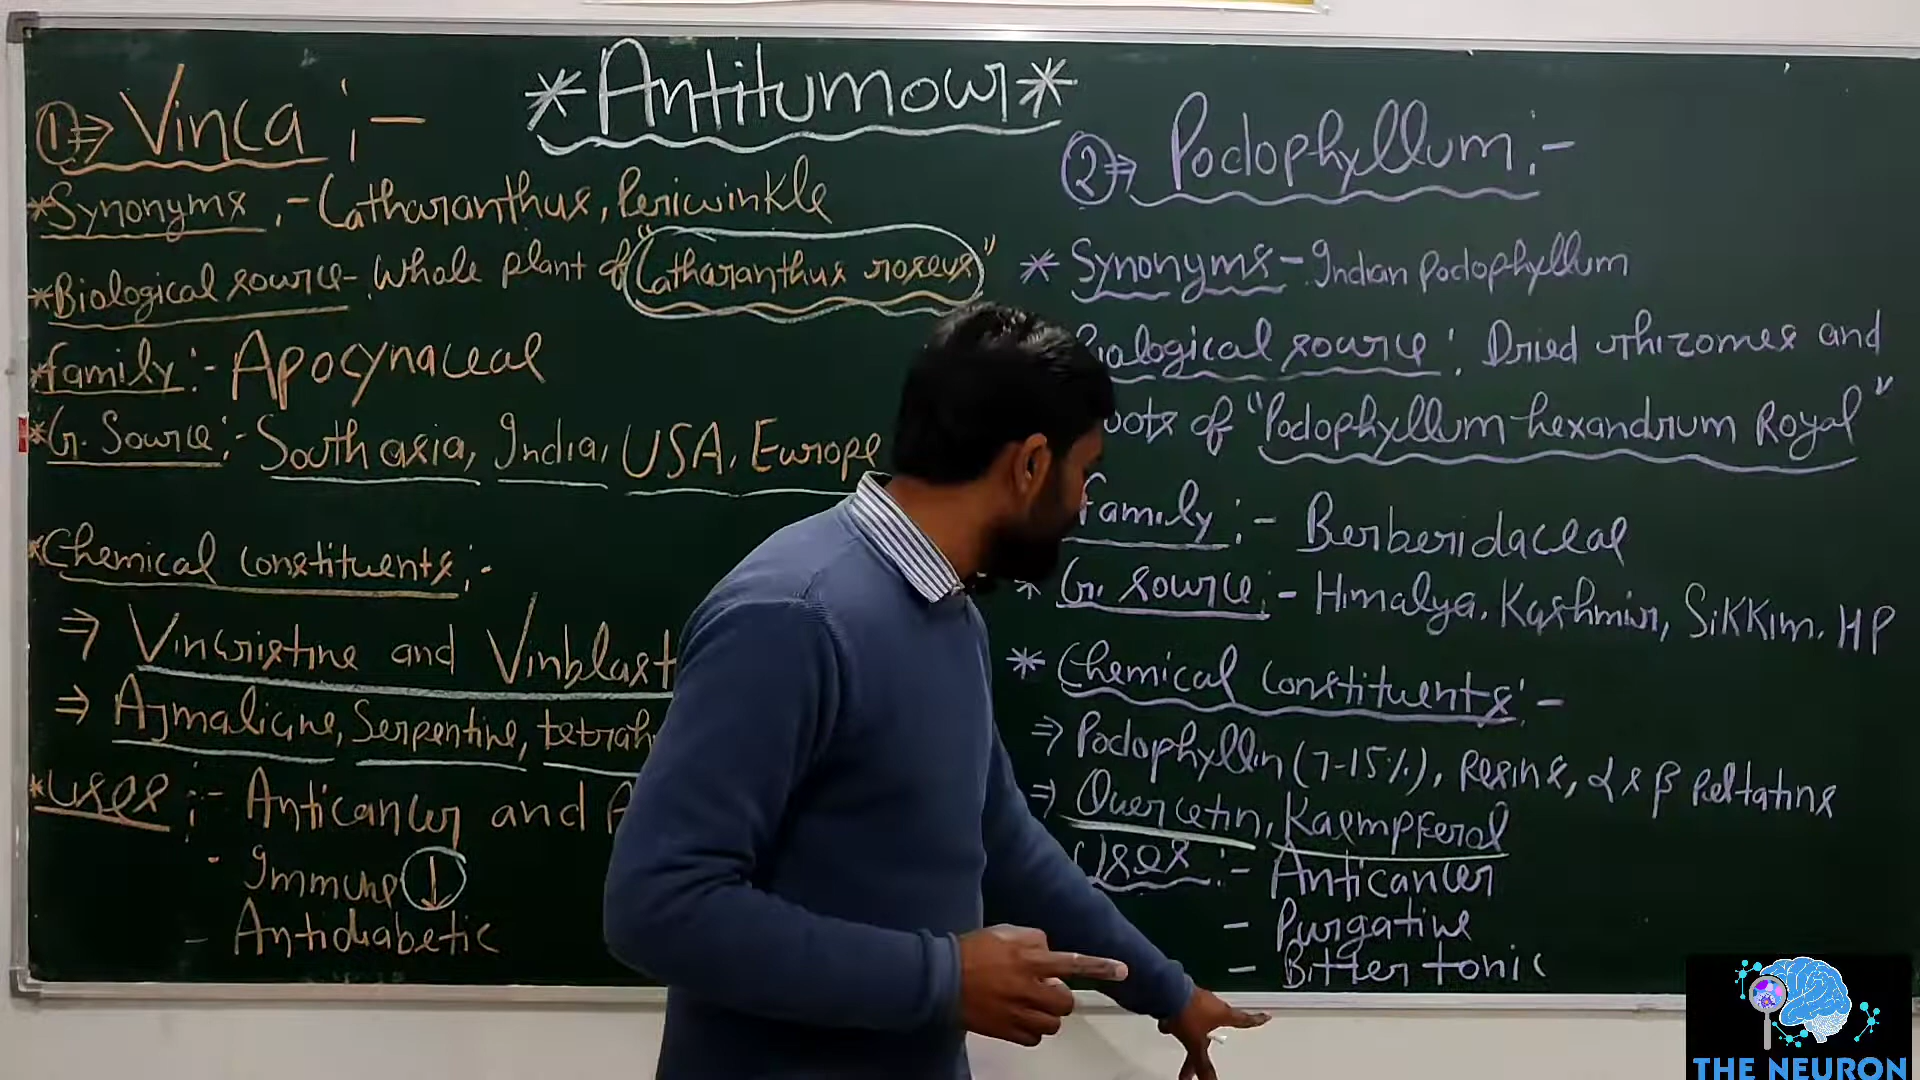 *Antitumour*
①⇒ Vinca :-
*Synonyms :- Catharanthus, Periwinkle
*Biological source- Whole plant of "Catharanthus roseus"
*family :- Apocynaceae
*G. Source :- South asia, India, USA, Europe
*Chemical constituents :-
⇒ Vincristine and Vinblast
⇒ Ajmalicine, Serpentine, tetrah
*Uses :- Anticancer and
- Immune ↓
- Antidiabetic
②⇒ Podophyllum :-
* Synonyms - Indian podophyllum
iological source : Dried rhizomes and
oots of "Podophyllum hexandrum Royal"
family :- Berberidaceae
* G. source :- Himalya, Kashmir, Sikkim, HP
* Chemical constituents :-
⇒ Podophyllin (7-15%), Resins, α & β Peltatins
⇒ Quercetin, Kaempferol
Uses :- Anticancer
- Purgative
- Bitter tonic
THE NEURON